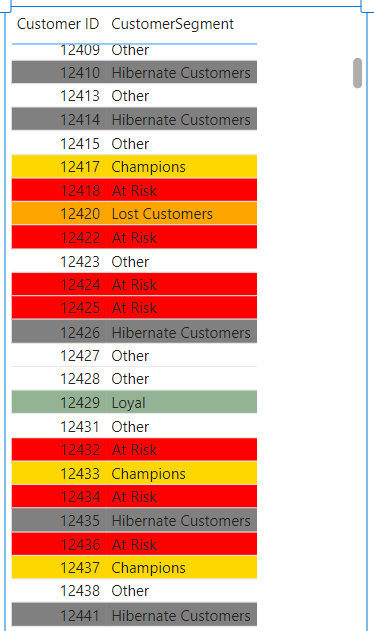 Customer ID CustomerSegment
12409 Other
12410 Hibernate Customers
12413 Other
12414 Hibernate Customers
12415 Other
12417 Champions
12418 At Risk
12420 Lost Customers
12422 At Risk
12423 Other
12424 At Risk
12425 At Risk
12426 Hibernate Customers
12427 Other
12428 Other
12429 Loyal
12431 Other
12432 At Risk
12433 Champions
12434 At Risk
12435 Hibernate Customers
12436 At Risk
12437 Champions
12438 Other
12441 Hibernate Customers